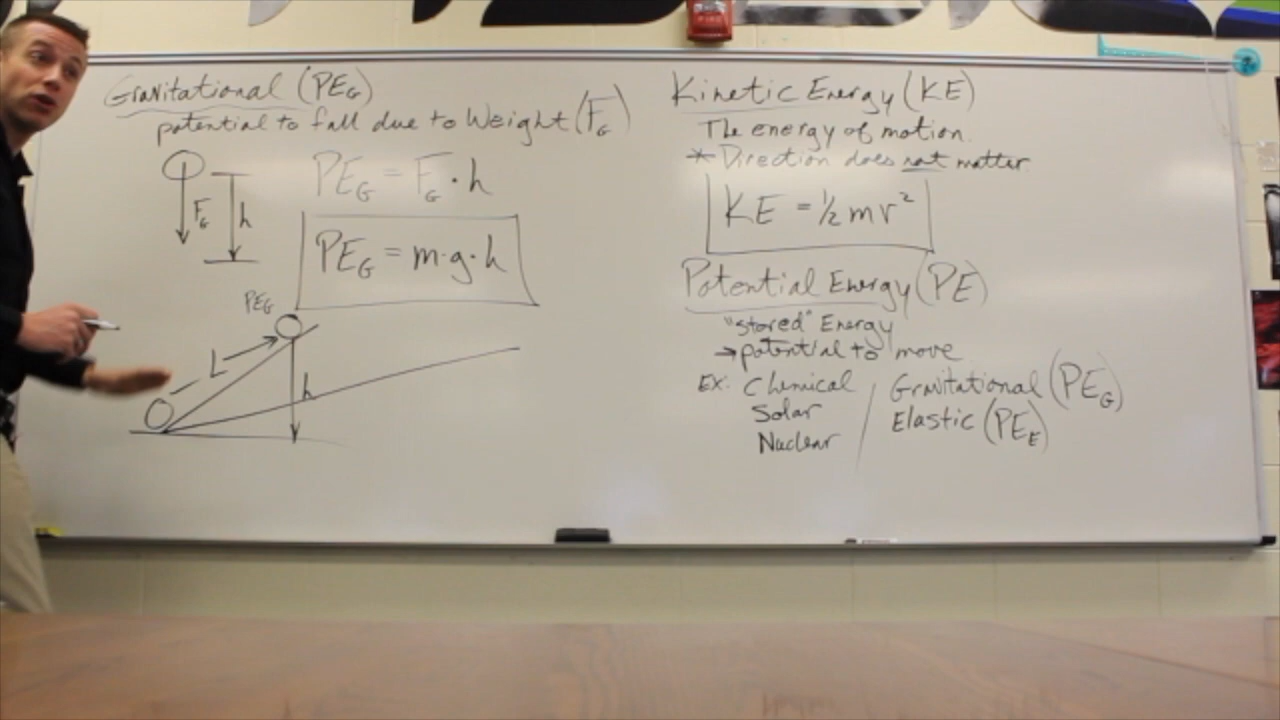 Gravitational (PEG)
potential to fall due to Weight (FG)
FG
h
PEG = FG · h
PEG = m·g·h
PEG
L
h
Kinetic Energy (KE)
The energy of motion.
* Direction does not matter.
KE = ½ mv²
Potential Energy (PE)
"stored" Energy
→ potential to move
Ex: Chemical
Solar
Nuclear
Gravitational (PEG)
Elastic (PEE)